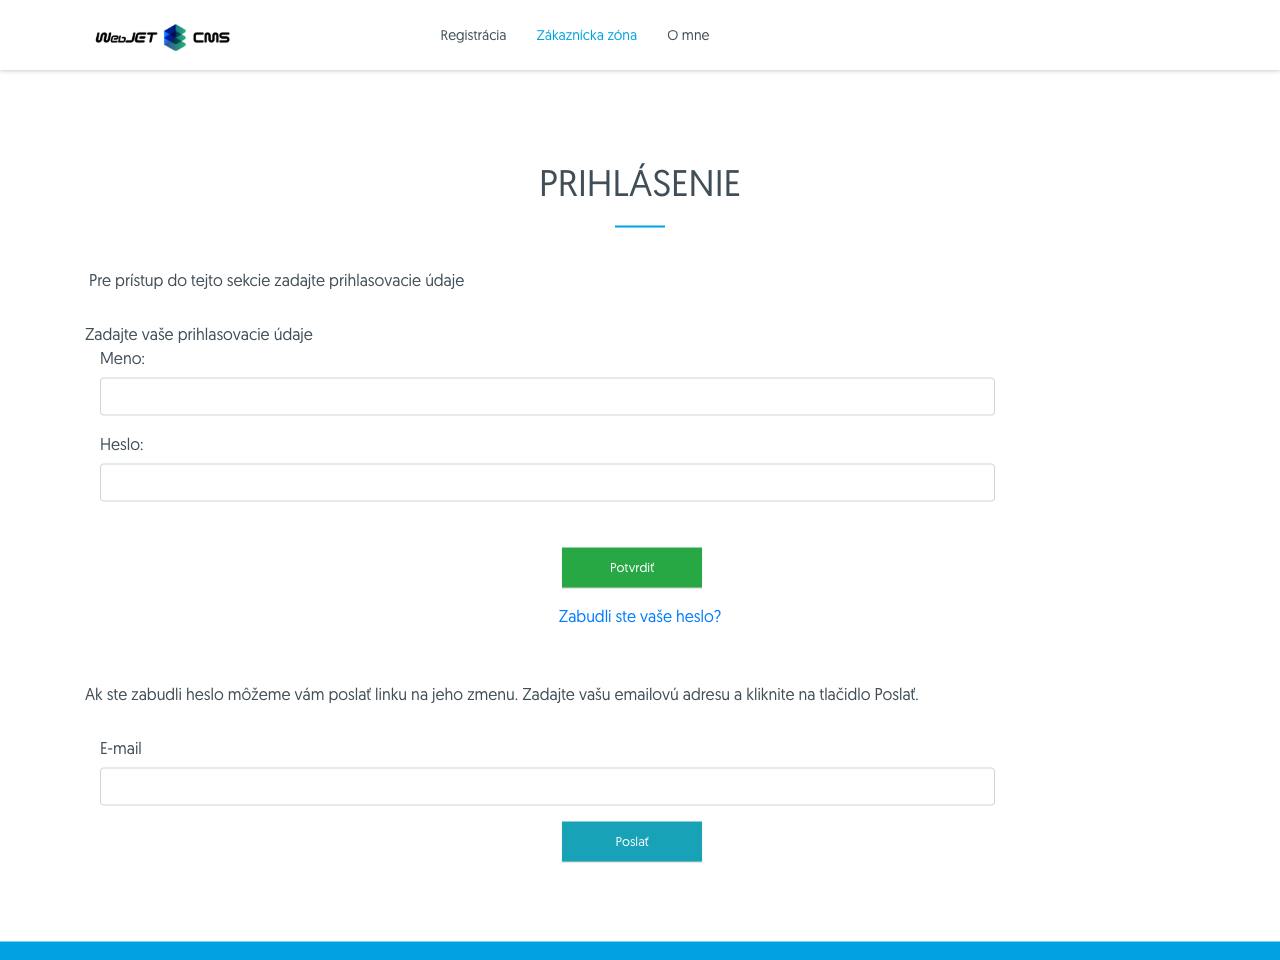 WebJET CMS
Registrácia Zákaznícka zóna O mne
PRIHLÁSENIE
Pre prístup do tejto sekcie zadajte prihlasovacie údaje
Zadajte vaše prihlasovacie údaje
Meno:
Heslo:
Potvrdiť
Zabudli ste vaše heslo?
Ak ste zabudli heslo môžeme vám poslať linku na jeho zmenu. Zadajte vašu emailovú adresu a kliknite na tlačidlo Poslať.
E-mail
Poslať